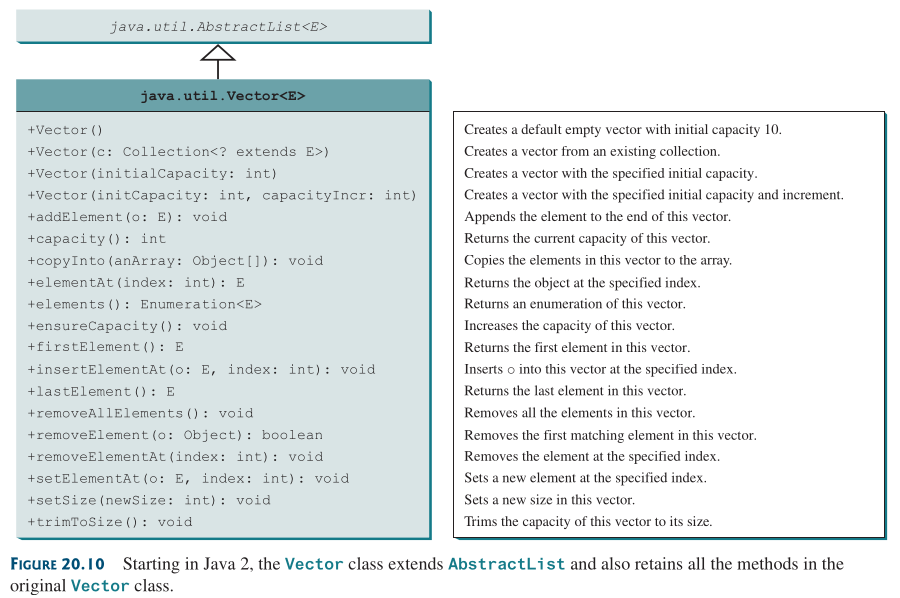 java.util.AbstractList<E>
java.util.Vector<E>
+Vector()
+Vector(c: Collection<? extends E>)
+Vector(initialCapacity: int)
+Vector(initCapacity: int, capacityIncr: int)
+addElement(o: E): void
+capacity(): int
+copyInto(anArray: Object[]): void
+elementAt(index: int): E
+elements(): Enumeration<E>
+ensureCapacity(): void
+firstElement(): E
+insertElementAt(o: E, index: int): void
+lastElement(): E
+removeAllElements(): void
+removeElement(o: Object): boolean
+removeElementAt(index: int): void
+setElementAt(o: E, index: int): void
+setSize(newSize: int): void
+trimToSize(): void
Creates a default empty vector with initial capacity 10.
Creates a vector from an existing collection.
Creates a vector with the specified initial capacity.
Creates a vector with the specified initial capacity and increment.
Appends the element to the end of this vector.
Returns the current capacity of this vector.
Copies the elements in this vector to the array.
Returns the object at the specified index.
Returns an enumeration of this vector.
Increases the capacity of this vector.
Returns the first element in this vector.
Inserts o into this vector at the specified index.
Returns the last element in this vector.
Removes all the elements in this vector.
Removes the first matching element in this vector.
Removes the element at the specified index.
Sets a new element at the specified index.
Sets a new size in this vector.
Trims the capacity of this vector to its size.
FIGURE 20.10 Starting in Java 2, the Vector class extends AbstractList and also retains all the methods in the
original Vector class.